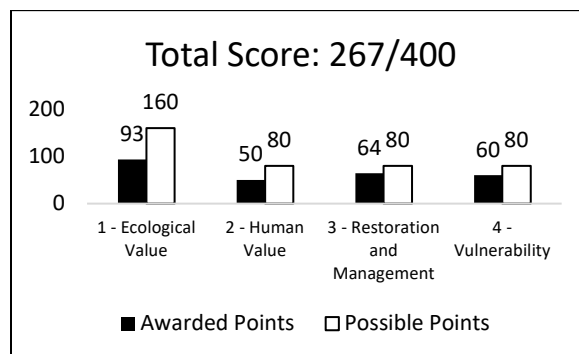 Total Score: 267/400
200
100
0
93
160
50
80
64
80
60
80
1 - Ecological
Value
2 - Human
Value
3 - Restoration
and
Management
4 -
Vulnerability
Awarded Points
Possible Points